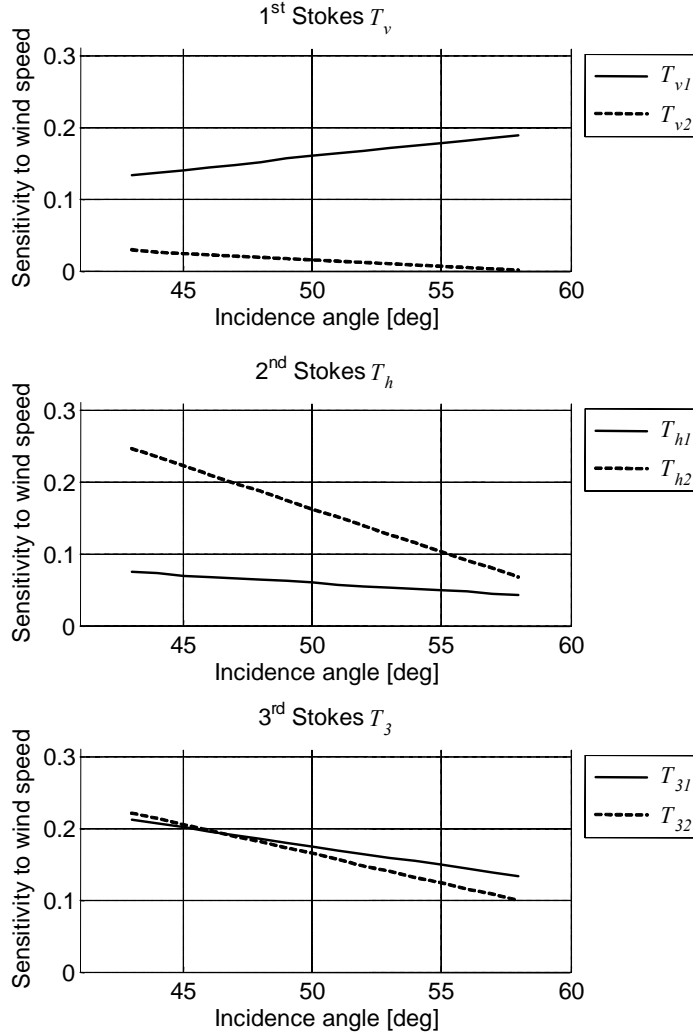 1st Stokes Tv
Sensitivity to wind speed
0.3
0.2
0.1
0
45 50 55 60
Incidence angle [deg]
Tv1
Tv2
2nd Stokes Th
Sensitivity to wind speed
0.3
0.2
0.1
0
45 50 55 60
Incidence angle [deg]
Th1
Th2
3rd Stokes T3
Sensitivity to wind speed
0.3
0.2
0.1
0
45 50 55 60
Incidence angle [deg]
T31
T32